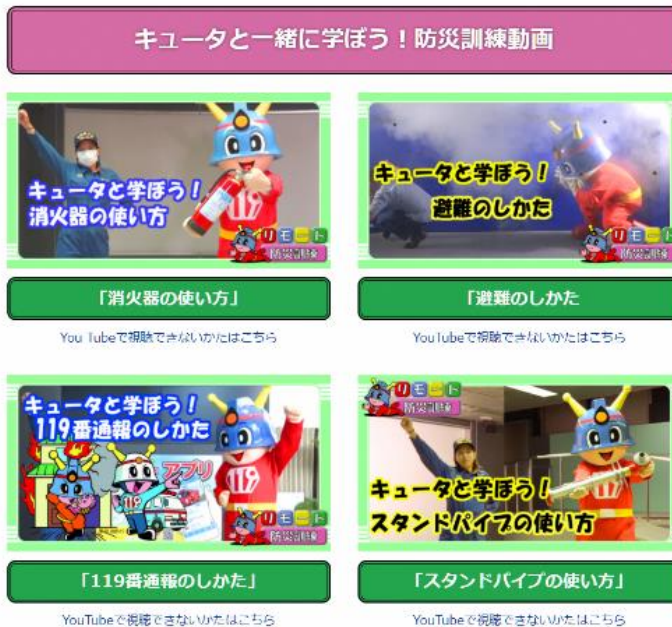 キュータと一緒に学ぼう！防災訓練動画
キュータと学ぼう！
消火器の使い方
119
リモート
防災訓練
「消火器の使い方」
You Tubeで視聴できないかたはこちら
キュータと学ぼう！
避難のしかた
リモート
防災訓練
「避難のしかた
YouTubeで視聴できないかたはこちら
キュータと学ぼう！
119番通報のしかた
アプリ
119
リモート
防災訓練
「119番通報のしかた」
YouTubeで視聴できないかたはこちら
リモート
防災訓練
119
キュータと学ぼう！
スタンドパイプの使い方
「スタンドパイプの使い方」
YouTubeで視聴できないかたはこちら